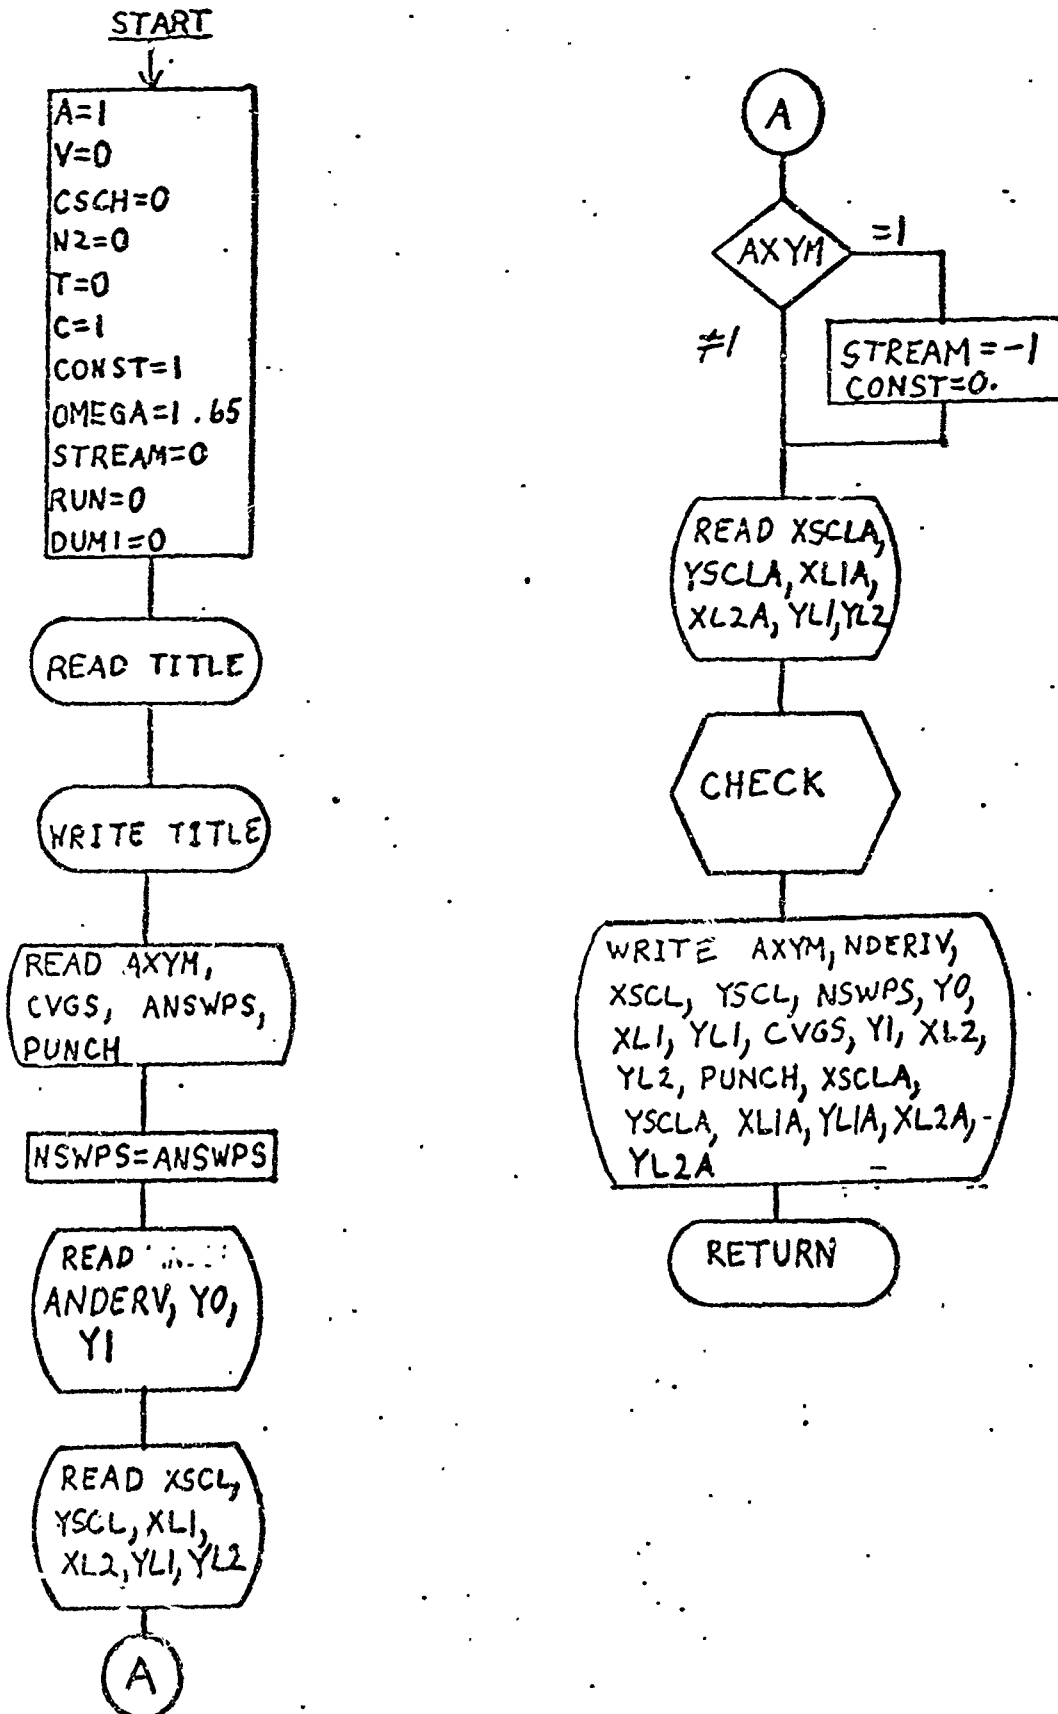 START
A=1
V=0
CSCH=0
N2=0
T=0
C=1
CONST=1
OMEGA=1.65
STREAM=0
RUN=0
DUM1=0
READ TITLE
WRITE TITLE
READ AXYM,
CVGS, ANSWPS,
PUNCH
NSWPS=ANSWPS
READ
ANDERV, Y0,
Y1
READ XSCL,
YSCL, XL1,
XL2, YL1, YL2
A
A
AXYM
=1
≠1
STREAM=-1
CONST=0.
READ XSCLA,
YSCLA, XL1A,
XL2A, YL1, YL2
CHECK
WRITE AXYM, NDERIV,
XSCL, YSCL, NSWPS, Y0,
XL1, YL1, CVGS, Y1, XL2,
YL2, PUNCH, XSCLA,
YSCLA, XL1A, YL1A, XL2A,
YL2A
RETURN